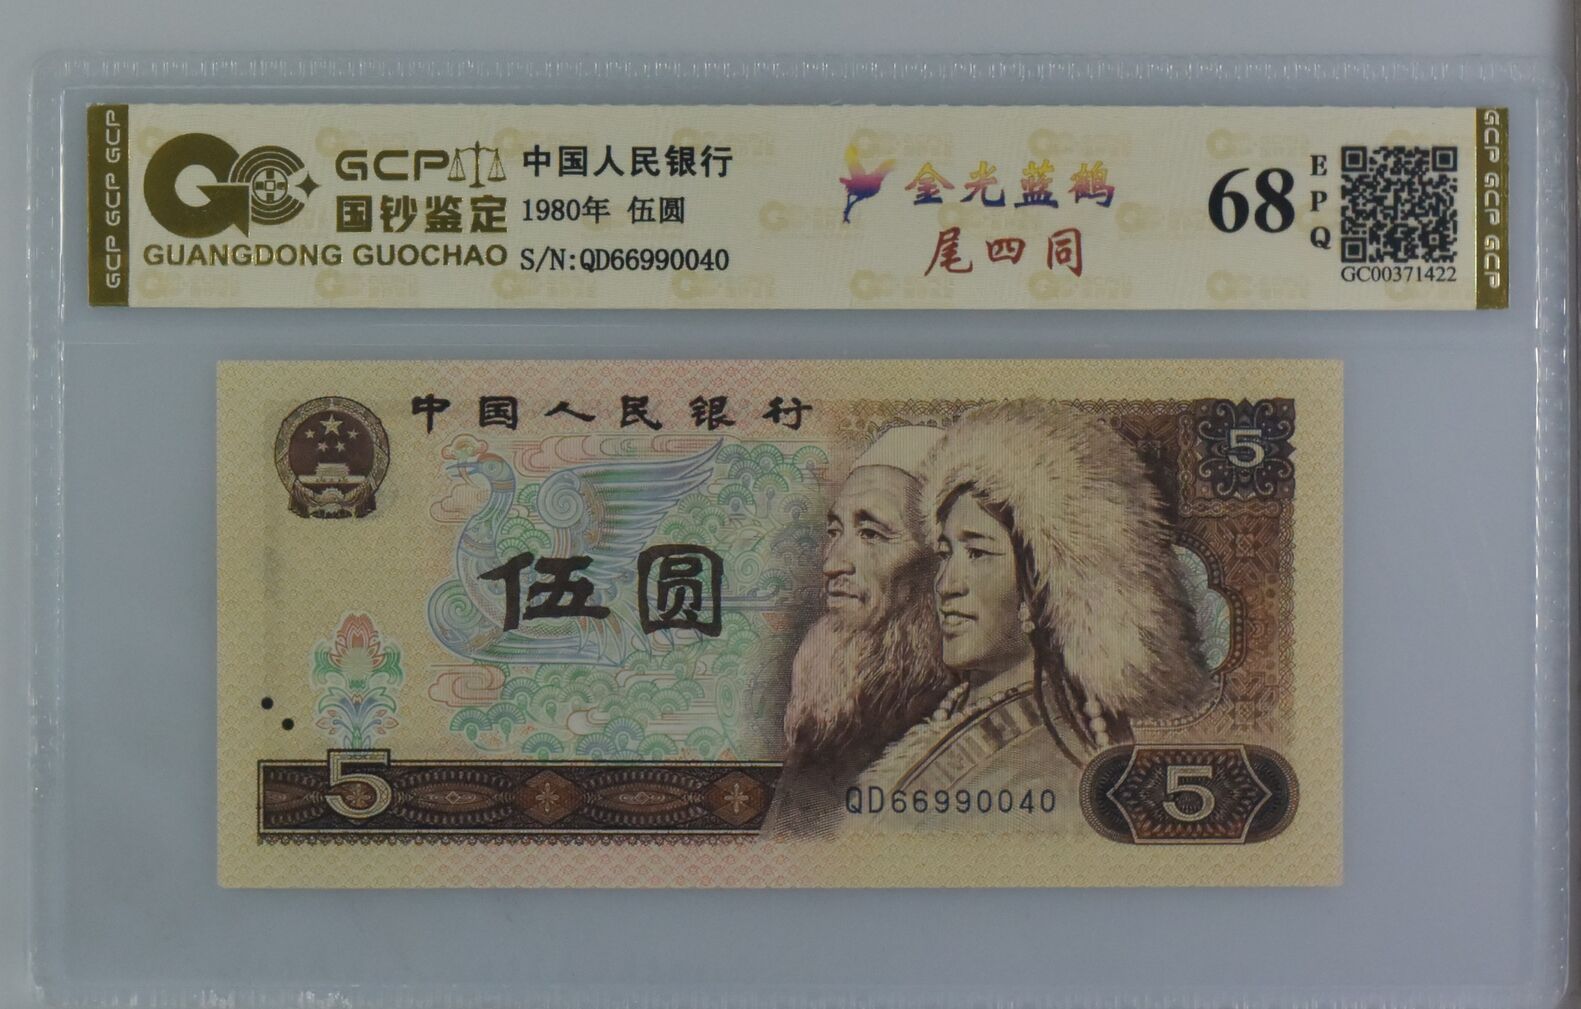 GCP GCP GCP
GCP
国钞鉴定
GUANGDONG GUOCHAO
中国人民银行
1980年 伍圆
S/N:QD66990040
金光蓝鹤
尾四同
68
EPQ
GC00371422
GCP GCP GCP
中国人民银行
5
伍圆
5
QD66990040
5